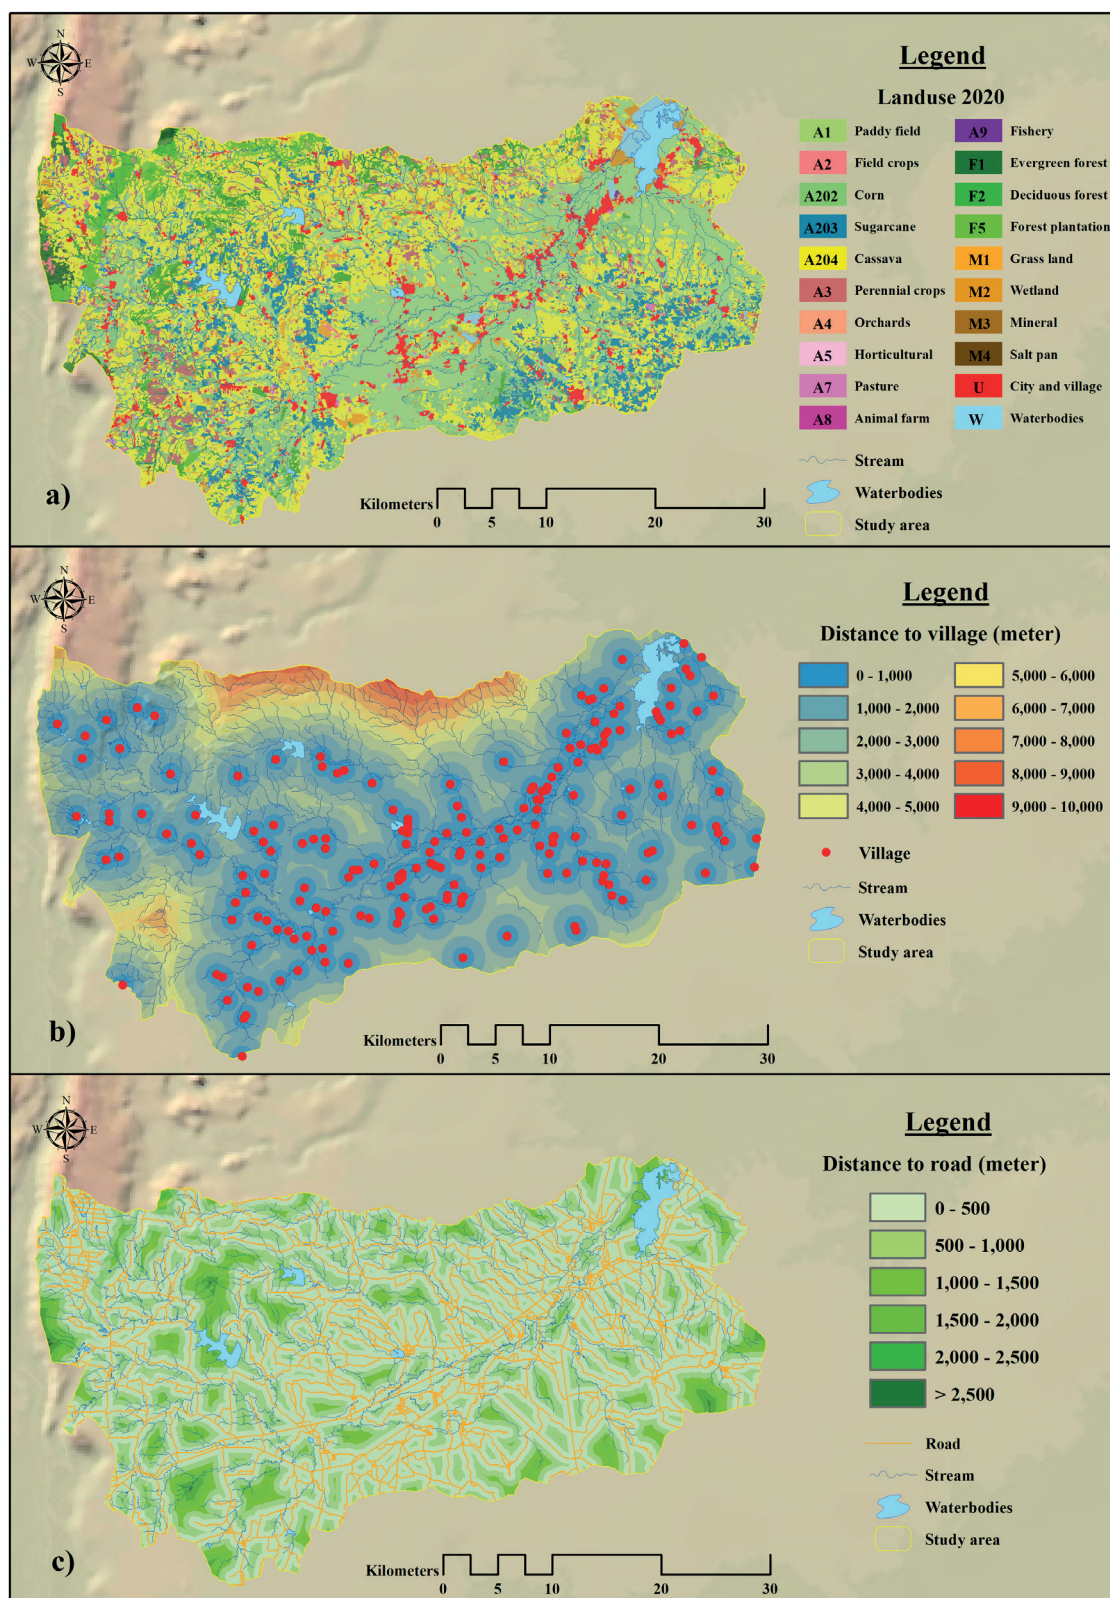 N
W E
S
Legend
Landuse 2020
A1 Paddy field A9 Fishery
A2 Field crops F1 Evergreen forest
A202 Corn F2 Deciduous forest
A203 Sugarcane F5 Forest plantation
A204 Cassava M1 Grass land
A3 Perennial crops M2 Wetland
A4 Orchards M3 Mineral
A5 Horticultural M4 Salt pan
A7 Pasture U City and village
A8 Animal farm W Waterbodies
Stream
Waterbodies
Study area
a)
Kilometers
0 5 10 20 30
N
W E
S
Legend
Distance to village (meter)
0 - 1,000 5,000 - 6,000
1,000 - 2,000 6,000 - 7,000
2,000 - 3,000 7,000 - 8,000
3,000 - 4,000 8,000 - 9,000
4,000 - 5,000 9,000 - 10,000
Village
Stream
Waterbodies
Study area
b)
Kilometers
0 5 10 20 30
N
W E
S
Legend
Distance to road (meter)
0 - 500
500 - 1,000
1,000 - 1,500
1,500 - 2,000
2,000 - 2,500
> 2,500
Road
Stream
Waterbodies
Study area
c)
Kilometers
0 5 10 20 30